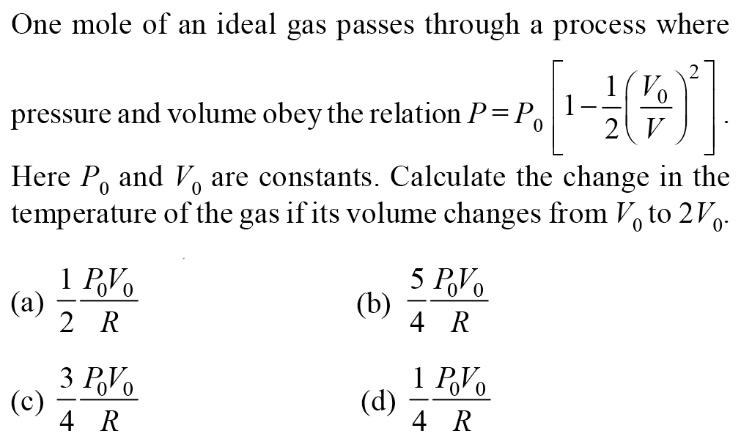 One mole of an ideal gas passes through a process where
pressure and volume obey the relation P = P₀ [1 − 1/2 (V₀/V)²].
Here P₀ and V₀ are constants. Calculate the change in the
temperature of the gas if its volume changes from V₀ to 2V₀.
(a) 1/2 P₀V₀/R (b) 5/4 P₀V₀/R
(c) 3/4 P₀V₀/R (d) 1/4 P₀V₀/R